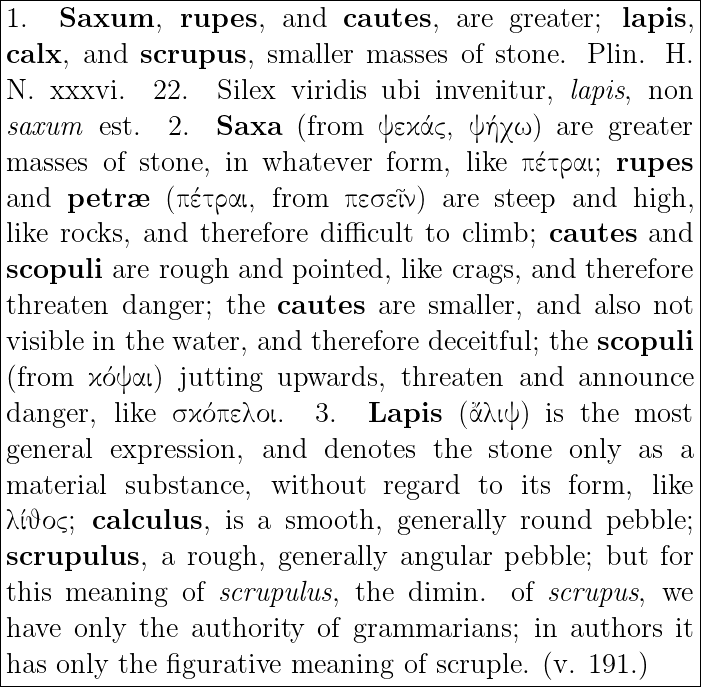 1. Saxum, rupes, and cautes, are greater; lapis,
calx, and scrupus, smaller masses of stone. Plin. H.
N. xxxvi. 22. Silex viridis ubi invenitur, lapis, non
saxum est. 2. Saxa (from ψεκάς, ψήχω) are greater
masses of stone, in whatever form, like πέτραι; rupes
and petræ (πέτραι, from πεσεῖν) are steep and high,
like rocks, and therefore difficult to climb; cautes and
scopuli are rough and pointed, like crags, and therefore
threaten danger; the cautes are smaller, and also not
visible in the water, and therefore deceitful; the scopuli
(from κόψαι) jutting upwards, threaten and announce
danger, like σκόπελοι. 3. Lapis (ἄλιψ) is the most
general expression, and denotes the stone only as a
material substance, without regard to its form, like
λίθος; calculus, is a smooth, generally round pebble;
scrupulus, a rough, generally angular pebble; but for
this meaning of scrupulus, the dimin. of scrupus, we
have only the authority of grammarians; in authors it
has only the figurative meaning of scruple. (v. 191.)